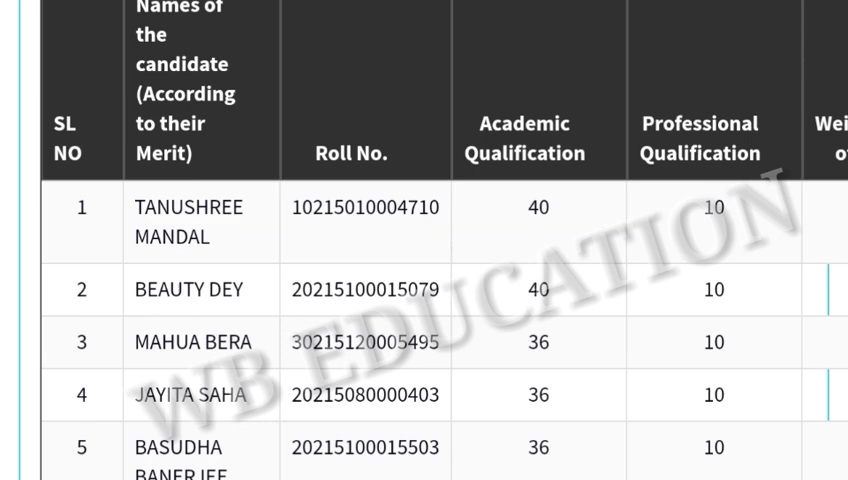 Names of
the
candidate
(According
to their
Merit)
SL
NO
Roll No.
Academic
Qualification
Professional
Qualification
1 TANUSHREE MANDAL 10215010004710 40 10
2 BEAUTY DEY 20215100015079 40 10
3 MAHUA BERA 30215120005495 36 10
4 JAYITA SAHA 20215080000403 36 10
5 BASUDHA BANERJEE 20215100015503 36 10
WB EDUCATION